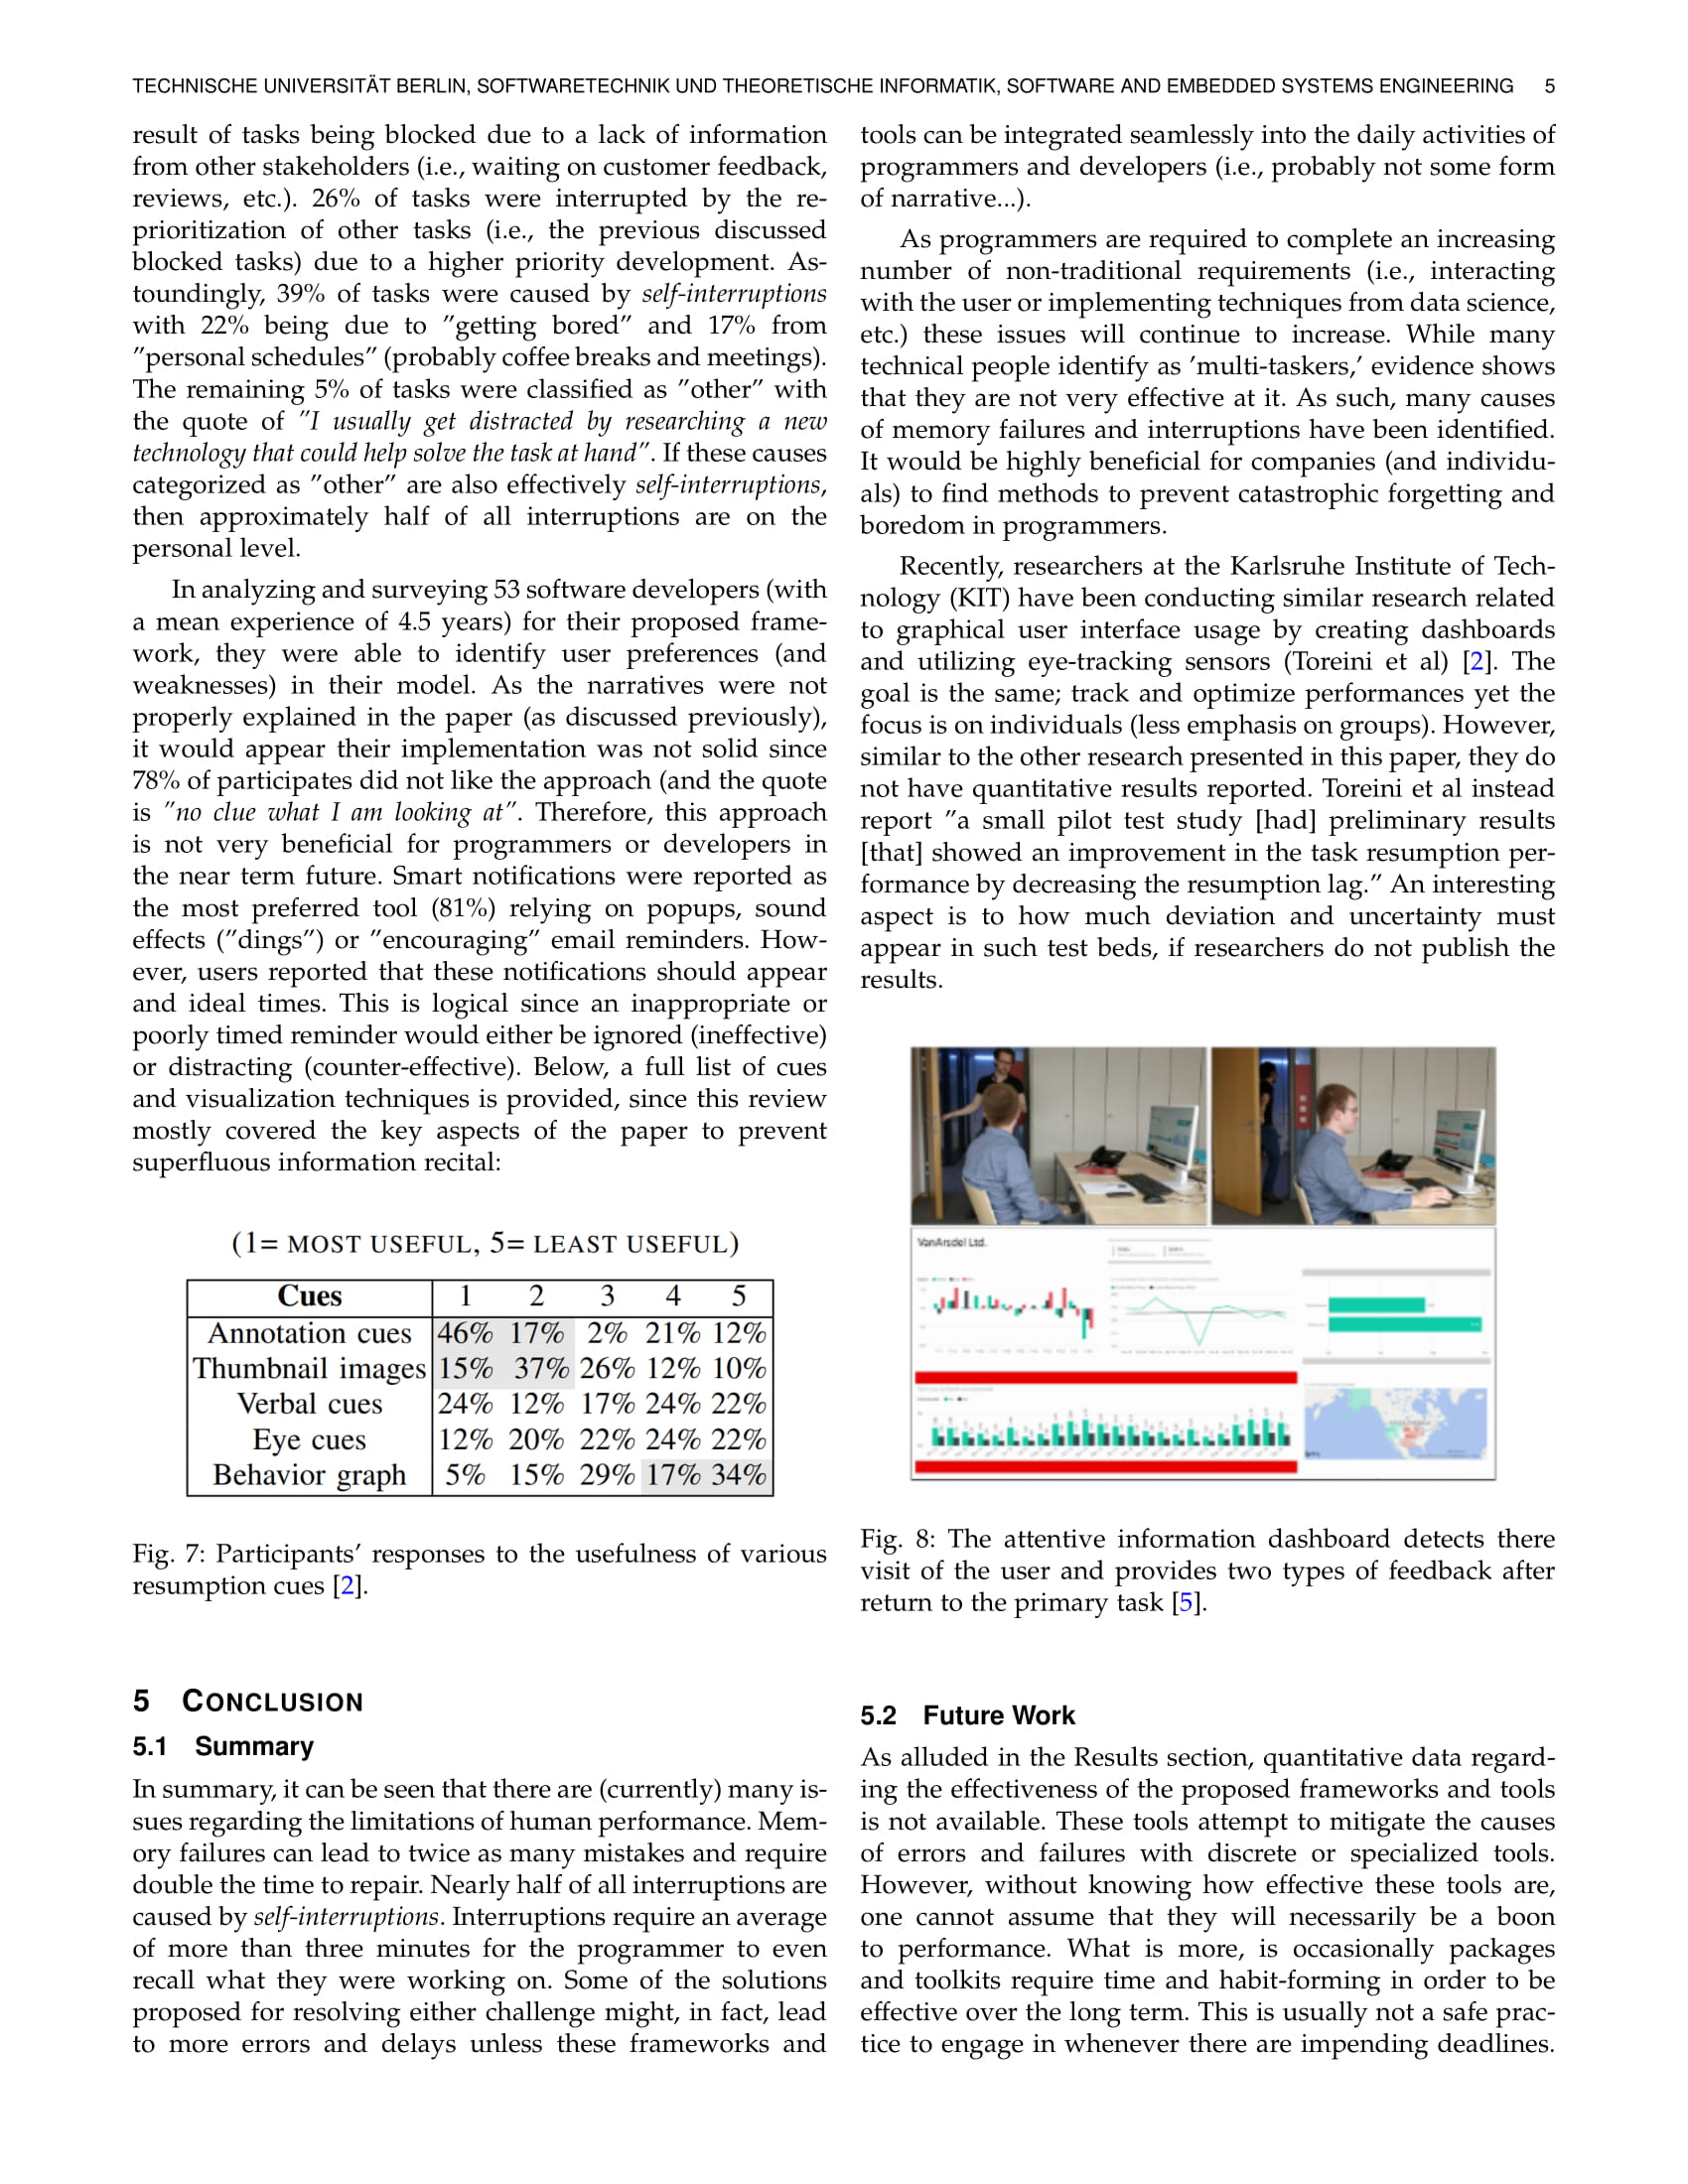 TECHNISCHE UNIVERSITÄT BERLIN, SOFTWARETECHNIK UND THEORETISCHE INFORMATIK, SOFTWARE AND EMBEDDED SYSTEMS ENGINEERING 5
result of tasks being blocked due to a lack of information
from other stakeholders (i.e., waiting on customer feedback,
reviews, etc.). 26% of tasks were interrupted by the re-
prioritization of other tasks (i.e., the previous discussed
blocked tasks) due to a higher priority development. As-
toundingly, 39% of tasks were caused by self-interruptions
with 22% being due to ”getting bored” and 17% from
”personal schedules” (probably coffee breaks and meetings).
The remaining 5% of tasks were classified as ”other” with
the quote of ”I usually get distracted by researching a new
technology that could help solve the task at hand”. If these causes
categorized as ”other” are also effectively self-interruptions,
then approximately half of all interruptions are on the
personal level.
In analyzing and surveying 53 software developers (with
a mean experience of 4.5 years) for their proposed frame-
work, they were able to identify user preferences (and
weaknesses) in their model. As the narratives were not
properly explained in the paper (as discussed previously),
it would appear their implementation was not solid since
78% of participates did not like the approach (and the quote
is ”no clue what I am looking at”. Therefore, this approach
is not very beneficial for programmers or developers in
the near term future. Smart notifications were reported as
the most preferred tool (81%) relying on popups, sound
effects (”dings”) or ”encouraging” email reminders. How-
ever, users reported that these notifications should appear
and ideal times. This is logical since an inappropriate or
poorly timed reminder would either be ignored (ineffective)
or distracting (counter-effective). Below, a full list of cues
and visualization techniques is provided, since this review
mostly covered the key aspects of the paper to prevent
superfluous information recital:
(1= MOST USEFUL, 5= LEAST USEFUL)
Cues 1 2 3 4 5
Annotation cues 46% 17% 2% 21% 12%
Thumbnail images 15% 37% 26% 12% 10%
Verbal cues 24% 12% 17% 24% 22%
Eye cues 12% 20% 22% 24% 22%
Behavior graph 5% 15% 29% 17% 34%
Fig. 7: Participants’ responses to the usefulness of various
resumption cues [2].
5 CONCLUSION
5.1 Summary
In summary, it can be seen that there are (currently) many is-
sues regarding the limitations of human performance. Mem-
ory failures can lead to twice as many mistakes and require
double the time to repair. Nearly half of all interruptions are
caused by self-interruptions. Interruptions require an average
of more than three minutes for the programmer to even
recall what they were working on. Some of the solutions
proposed for resolving either challenge might, in fact, lead
to more errors and delays unless these frameworks and
tools can be integrated seamlessly into the daily activities of
programmers and developers (i.e., probably not some form
of narrative...).
As programmers are required to complete an increasing
number of non-traditional requirements (i.e., interacting
with the user or implementing techniques from data science,
etc.) these issues will continue to increase. While many
technical people identify as ’multi-taskers,’ evidence shows
that they are not very effective at it. As such, many causes
of memory failures and interruptions have been identified.
It would be highly beneficial for companies (and individu-
als) to find methods to prevent catastrophic forgetting and
boredom in programmers.
Recently, researchers at the Karlsruhe Institute of Tech-
nology (KIT) have been conducting similar research related
to graphical user interface usage by creating dashboards
and utilizing eye-tracking sensors (Toreini et al) [2]. The
goal is the same; track and optimize performances yet the
focus is on individuals (less emphasis on groups). However,
similar to the other research presented in this paper, they do
not have quantitative results reported. Toreini et al instead
report ”a small pilot test study [had] preliminary results
[that] showed an improvement in the task resumption per-
formance by decreasing the resumption lag.” An interesting
aspect is to how much deviation and uncertainty must
appear in such test beds, if researchers do not publish the
results.
VanArsdel Ltd.
Fig. 8: The attentive information dashboard detects there
visit of the user and provides two types of feedback after
return to the primary task [5].
5.2 Future Work
As alluded in the Results section, quantitative data regard-
ing the effectiveness of the proposed frameworks and tools
is not available. These tools attempt to mitigate the causes
of errors and failures with discrete or specialized tools.
However, without knowing how effective these tools are,
one cannot assume that they will necessarily be a boon
to performance. What is more, is occasionally packages
and toolkits require time and habit-forming in order to be
effective over the long term. This is usually not a safe prac-
tice to engage in whenever there are impending deadlines.